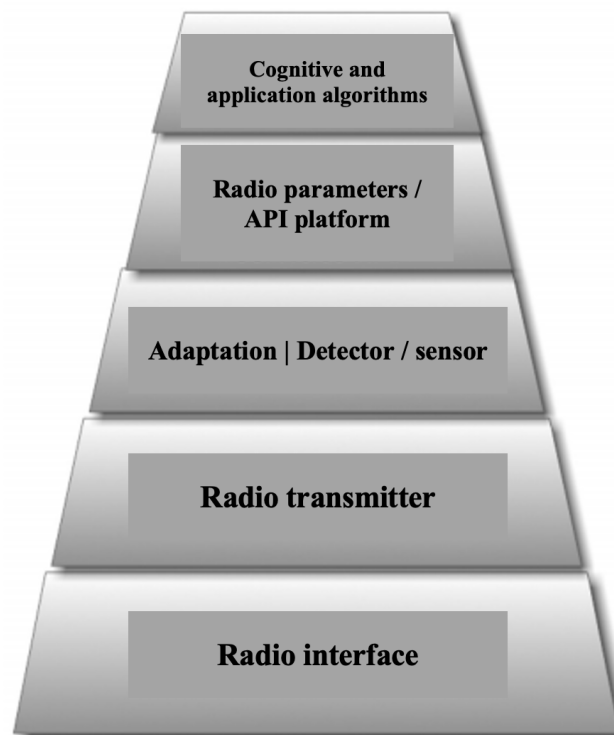 Cognitive and
application algorithms
Radio parameters /
API platform
Adaptation | Detector / sensor
Radio transmitter
Radio interface